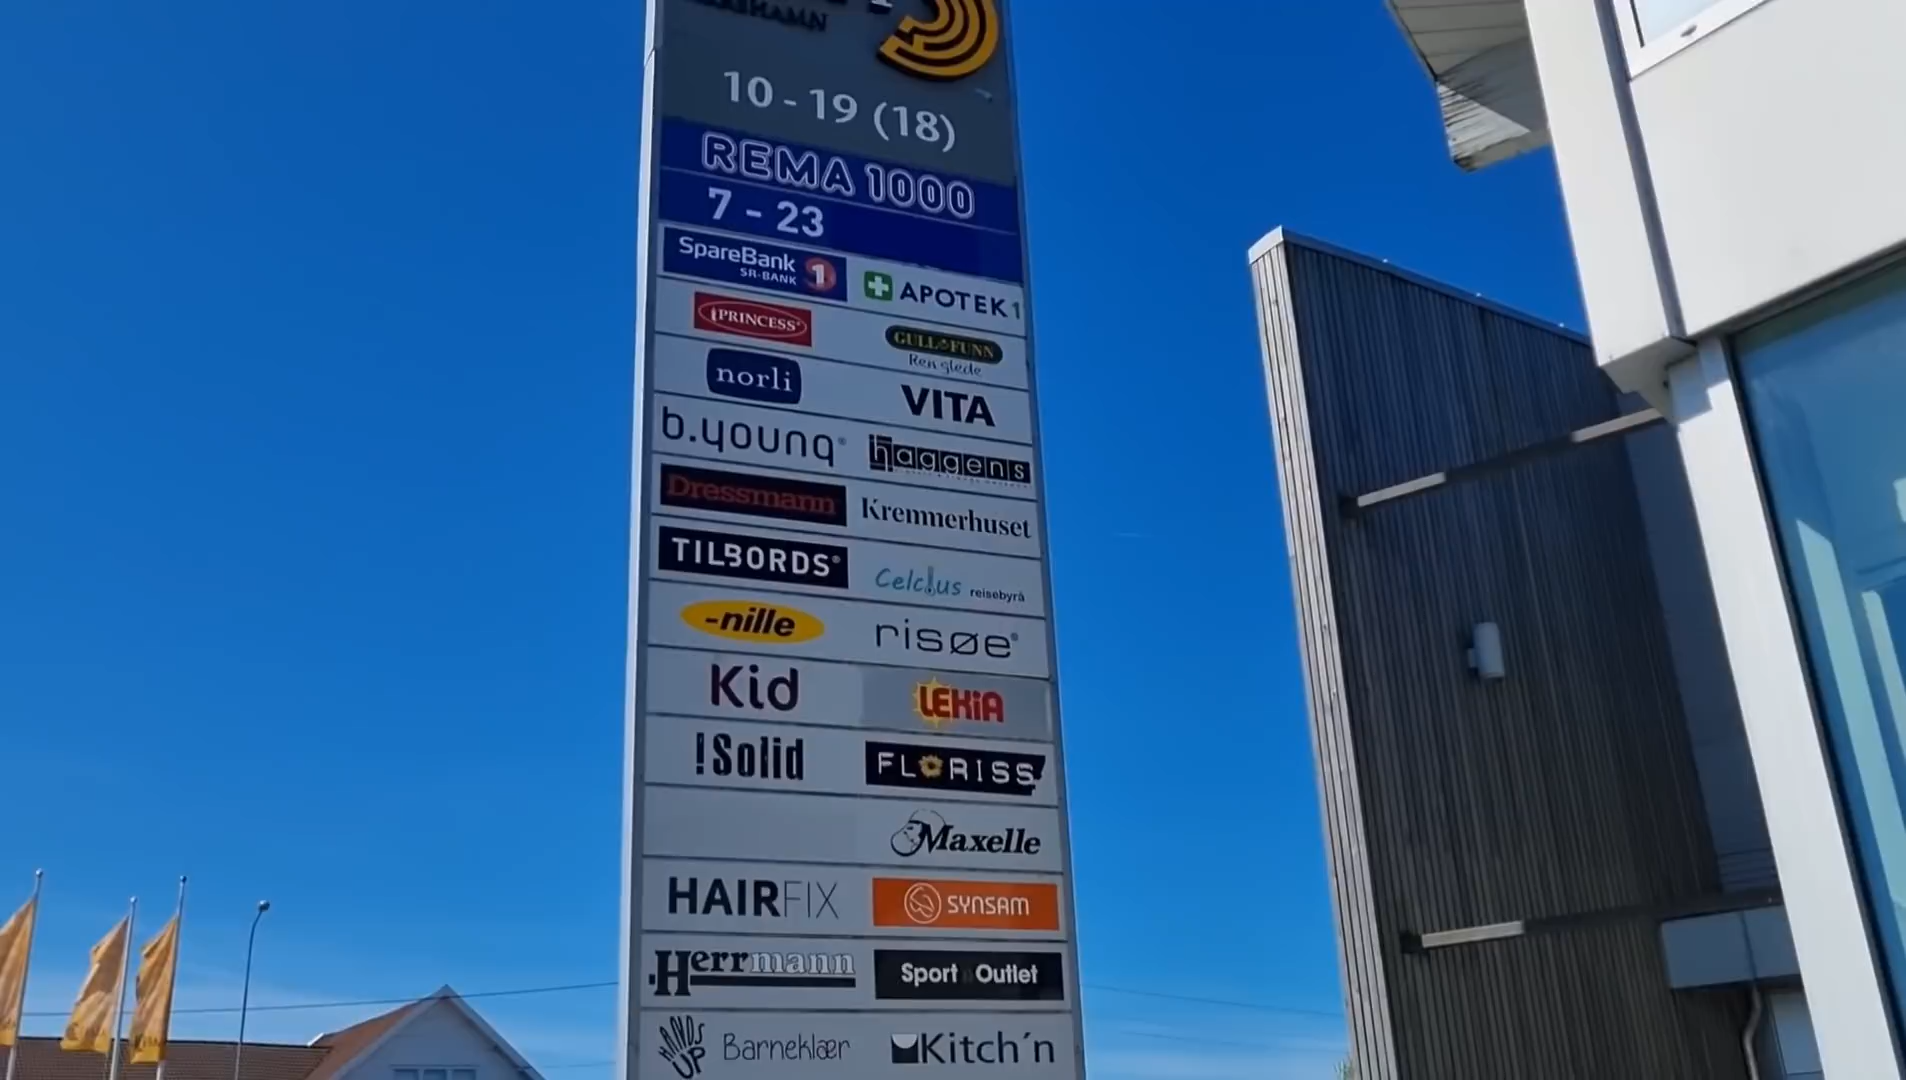 10 - 19 (18)
REMA 1000
7 - 23
SpareBank 1
SR-BANK
APOTEK 1
PRINCESS
GULLFUNN
Ren glede
norli
VITA
b.young
haggens
Dressmann
Kremmerhuset
TILBORDS
Celcius reisebyrå
-nille
risøe
Kid
LEKiA
!Solid
FLORISS
Maxelle
HAIRFIX
SYNSAM
Herrmann
Sport Outlet
HANDS UP Barneklær
Kitch´n